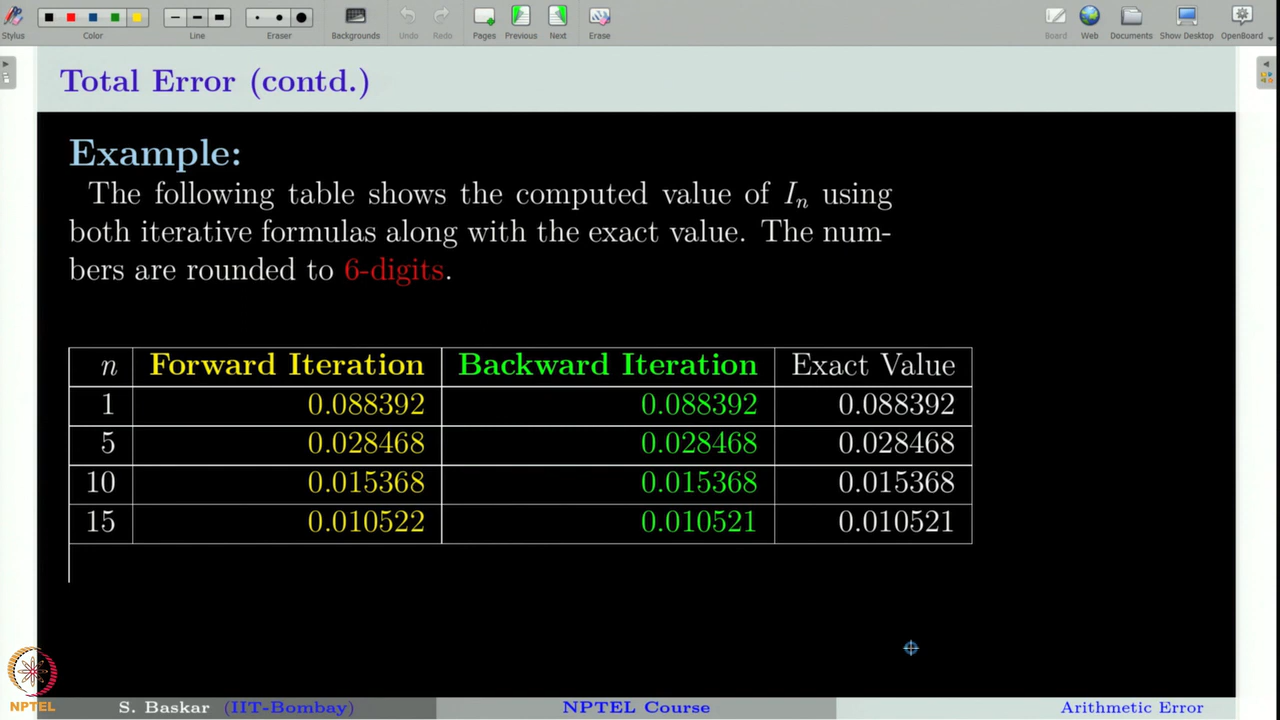 Stylus Color Line Eraser Backgrounds Undo Redo Pages Previous Next Erase Board Web Documents Show Desktop OpenBoard
Total Error (contd.)
Example:
The following table shows the computed value of Iₙ using
both iterative formulas along with the exact value. The num-
bers are rounded to 6-digits.
n Forward Iteration Backward Iteration Exact Value
1 0.088392 0.088392 0.088392
5 0.028468 0.028468 0.028468
10 0.015368 0.015368 0.015368
15 0.010522 0.010521 0.010521
NPTEL
S. Baskar (IIT-Bombay) NPTEL Course Arithmetic Error